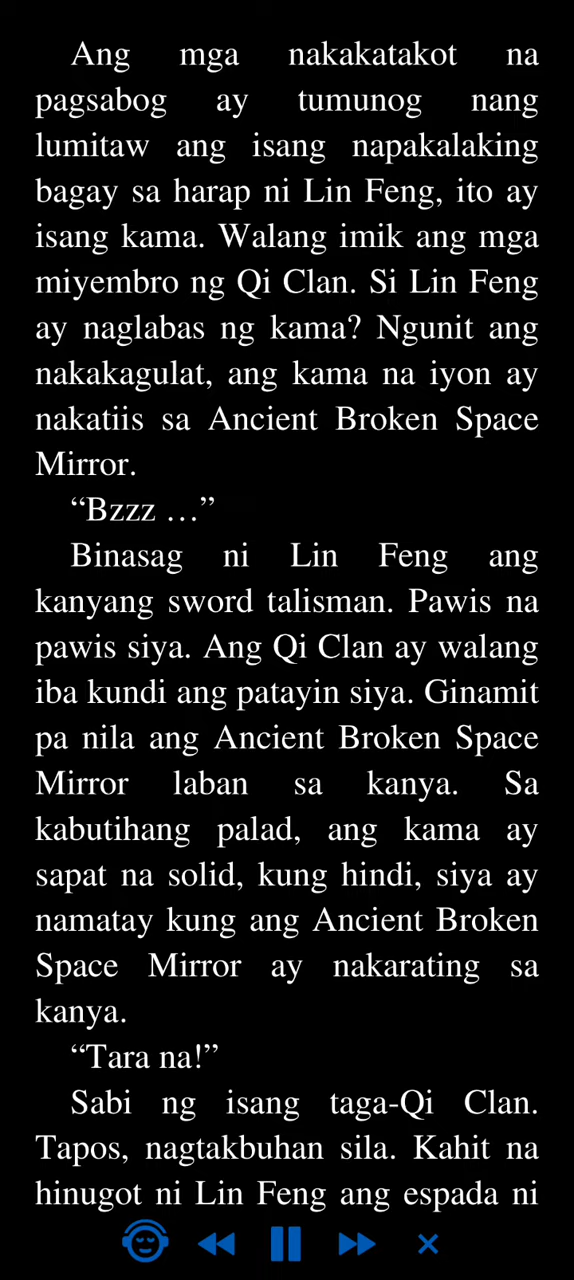 Ang mga nakakatakot na
pagsabog ay tumunog nang
lumitaw ang isang napakalaking
bagay sa harap ni Lin Feng, ito ay
isang kama. Walang imik ang mga
miyembro ng Qi Clan. Si Lin Feng
ay naglabas ng kama? Ngunit ang
nakakagulat, ang kama na iyon ay
nakatiis sa Ancient Broken Space
Mirror.
“Bzzz …”
Binasag ni Lin Feng ang
kanyang sword talisman. Pawis na
pawis siya. Ang Qi Clan ay walang
iba kundi ang patayin siya. Ginamit
pa nila ang Ancient Broken Space
Mirror laban sa kanya. Sa
kabutihang palad, ang kama ay
sapat na solid, kung hindi, siya ay
namatay kung ang Ancient Broken
Space Mirror ay nakarating sa
kanya.
“Tara na!”
Sabi ng isang taga-Qi Clan.
Tapos, nagtakbuhan sila. Kahit na
hinugot ni Lin Feng ang espada ni